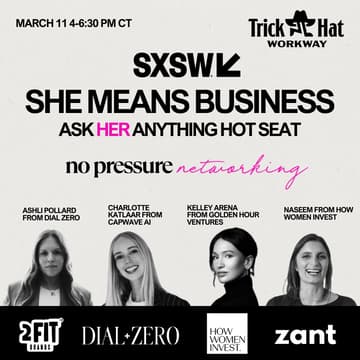 MARCH 11 4-6:30 PM CT
Trick Hat
WORKWAY
SXSW
SHE MEANS BUSINESS
ASK HER ANYTHING HOT SEAT
no pressure networking
ASHLI POLLARD
FROM DIAL ZERO
CHARLOTTE
KATLAAR FROM
CAPWAVE AI
KELLEY ARENA
FROM GOLDEN HOUR
VENTURES
NASEEM FROM HOW
WOMEN INVEST
2FIT
BRANDS
DIAL+ZERO
HOW
WOMEN
INVEST.
zant